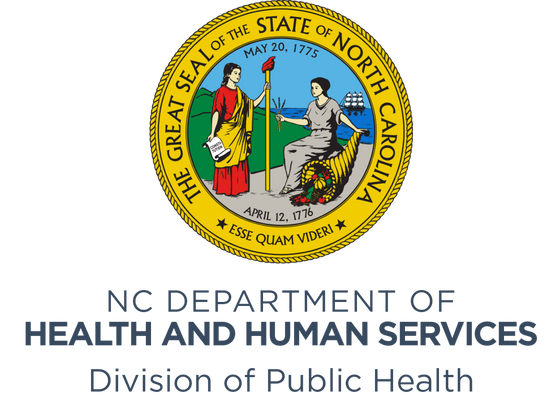 THE GREAT SEAL OF THE STATE OF NORTH CAROLINA
MAY 20, 1775
APRIL 12, 1776
★ ESSE QUAM VIDERI ★
NC DEPARTMENT OF
HEALTH AND HUMAN SERVICES
Division of Public Health